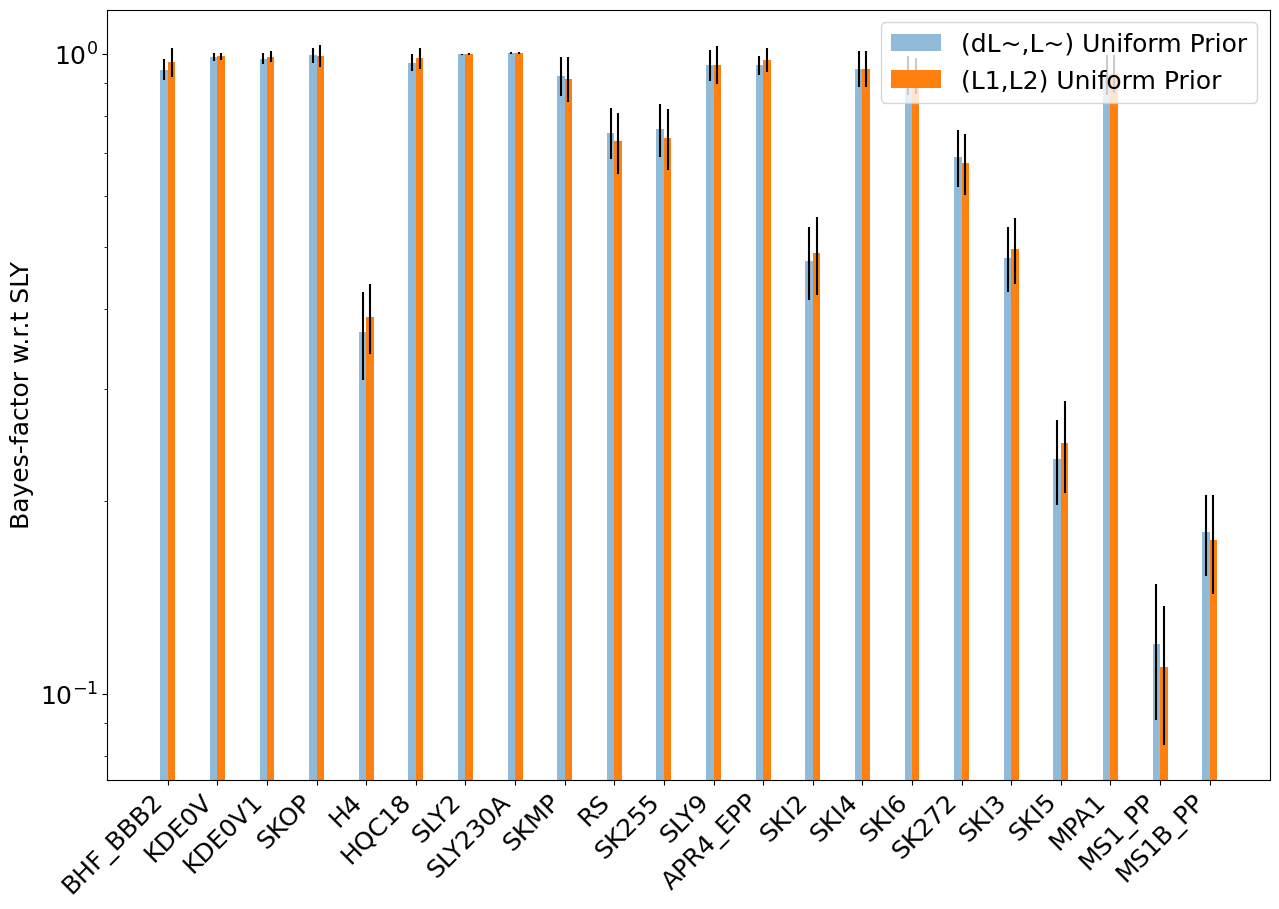 10^0
10^-1
Bayes-factor w.r.t SLY
(dL~,L~) Uniform Prior
(L1,L2) Uniform Prior
BHF_BBB2
KDE0V
KDE0V1
SKOP
H4
HQC18
SLY2
SLY230A
SKMP
RS
SK255
SLY9
APR4_EPP
SKI2
SKI4
SKI6
SK272
SKI3
SKI5
MPA1
MS1_PP
MS1B_PP